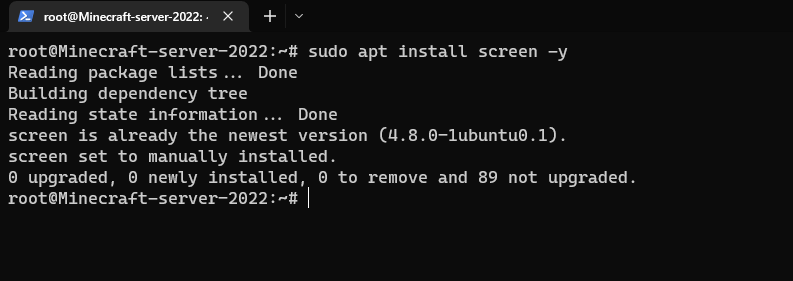 root@Minecraft-server-2022: ·
root@Minecraft-server-2022:~# sudo apt install screen -y
Reading package lists... Done
Building dependency tree
Reading state information... Done
screen is already the newest version (4.8.0-1ubuntu0.1).
screen set to manually installed.
0 upgraded, 0 newly installed, 0 to remove and 89 not upgraded.
root@Minecraft-server-2022:~#